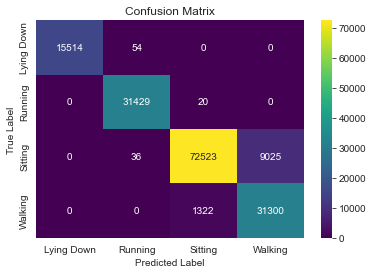 Confusion Matrix
True Label
Lying Down 15514 54 0 0
Running 0 31429 20 0
Sitting 0 36 72523 9025
Walking 0 0 1322 31300
Lying Down Running Sitting Walking
Predicted Label
70000
60000
50000
40000
30000
20000
10000
0